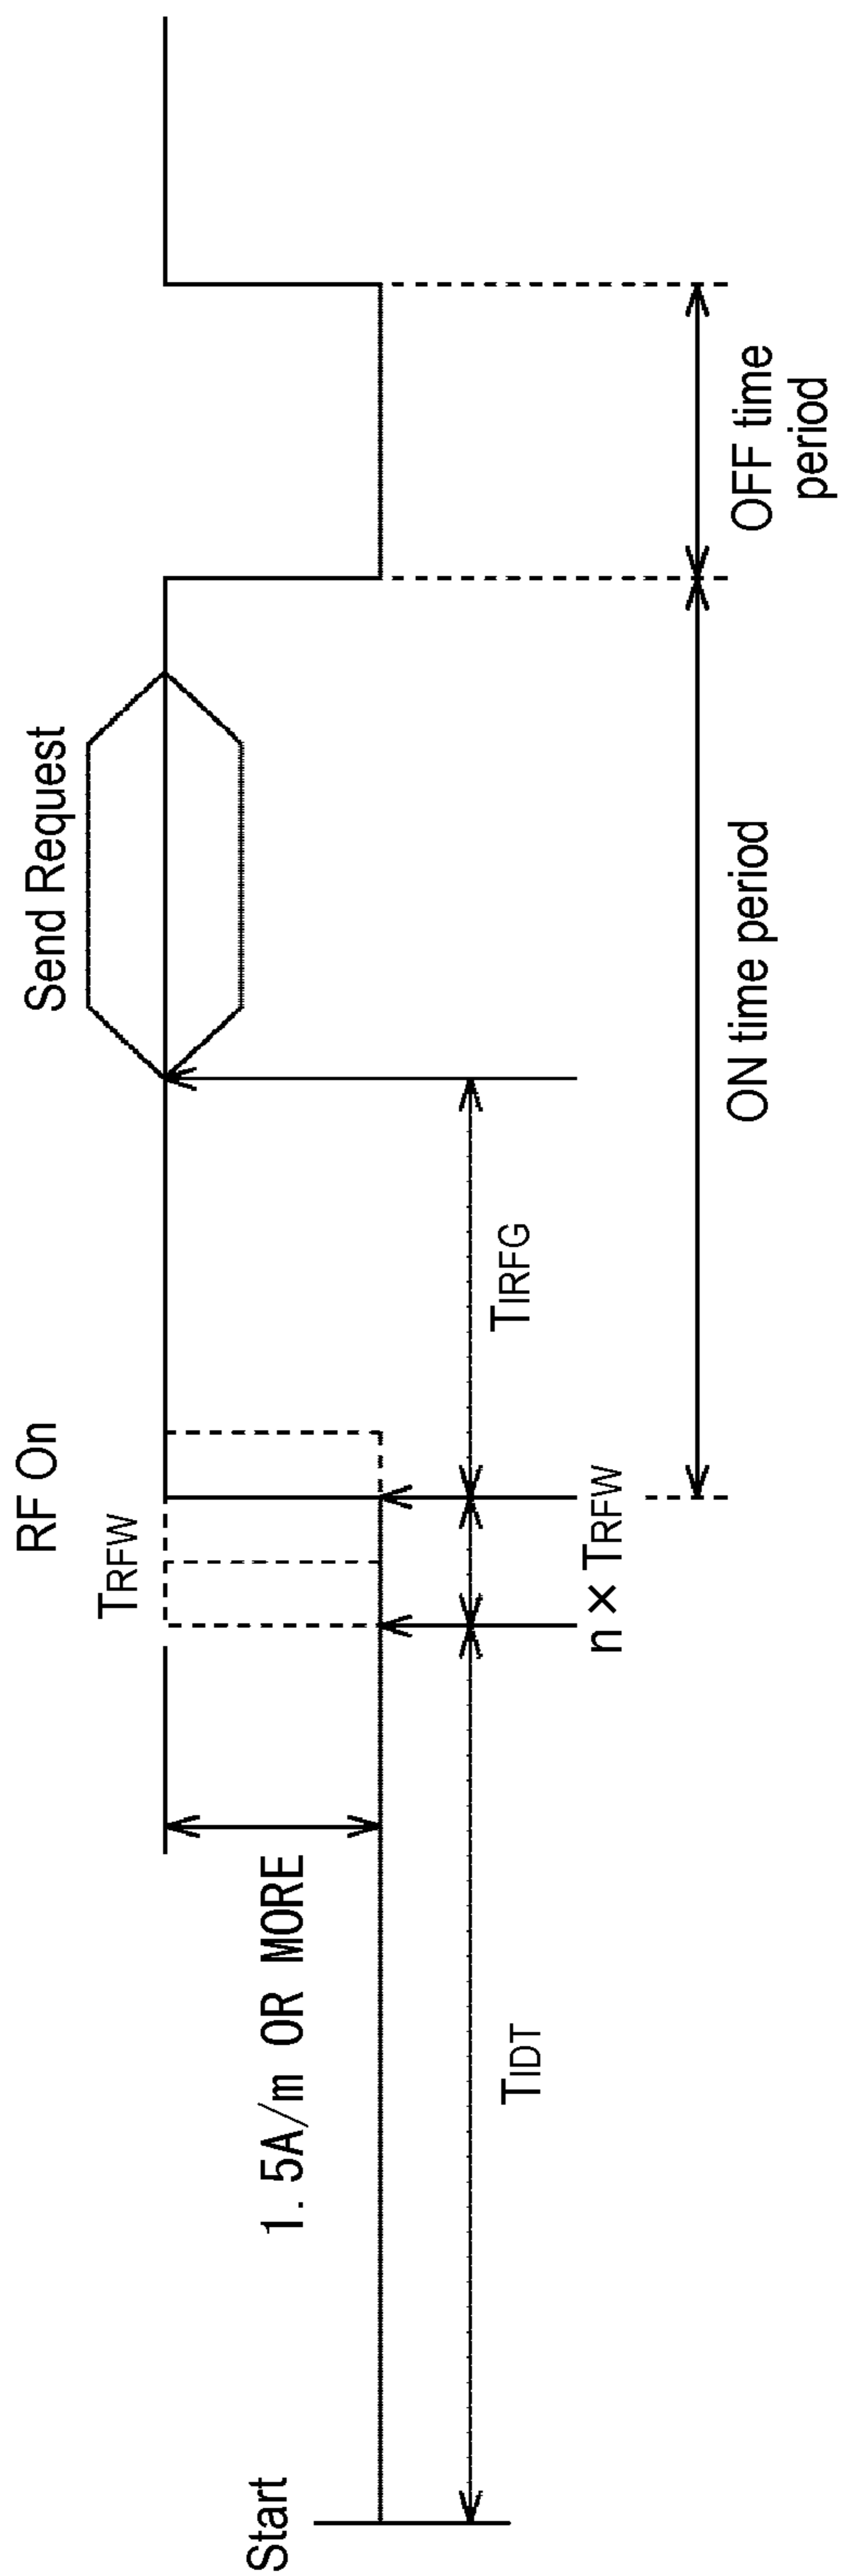 RF On
Send Request
TRFW
1.5A/m OR MORE
Start
TIDT
TIRFG
n × TRFW
ON time period
OFF time
period